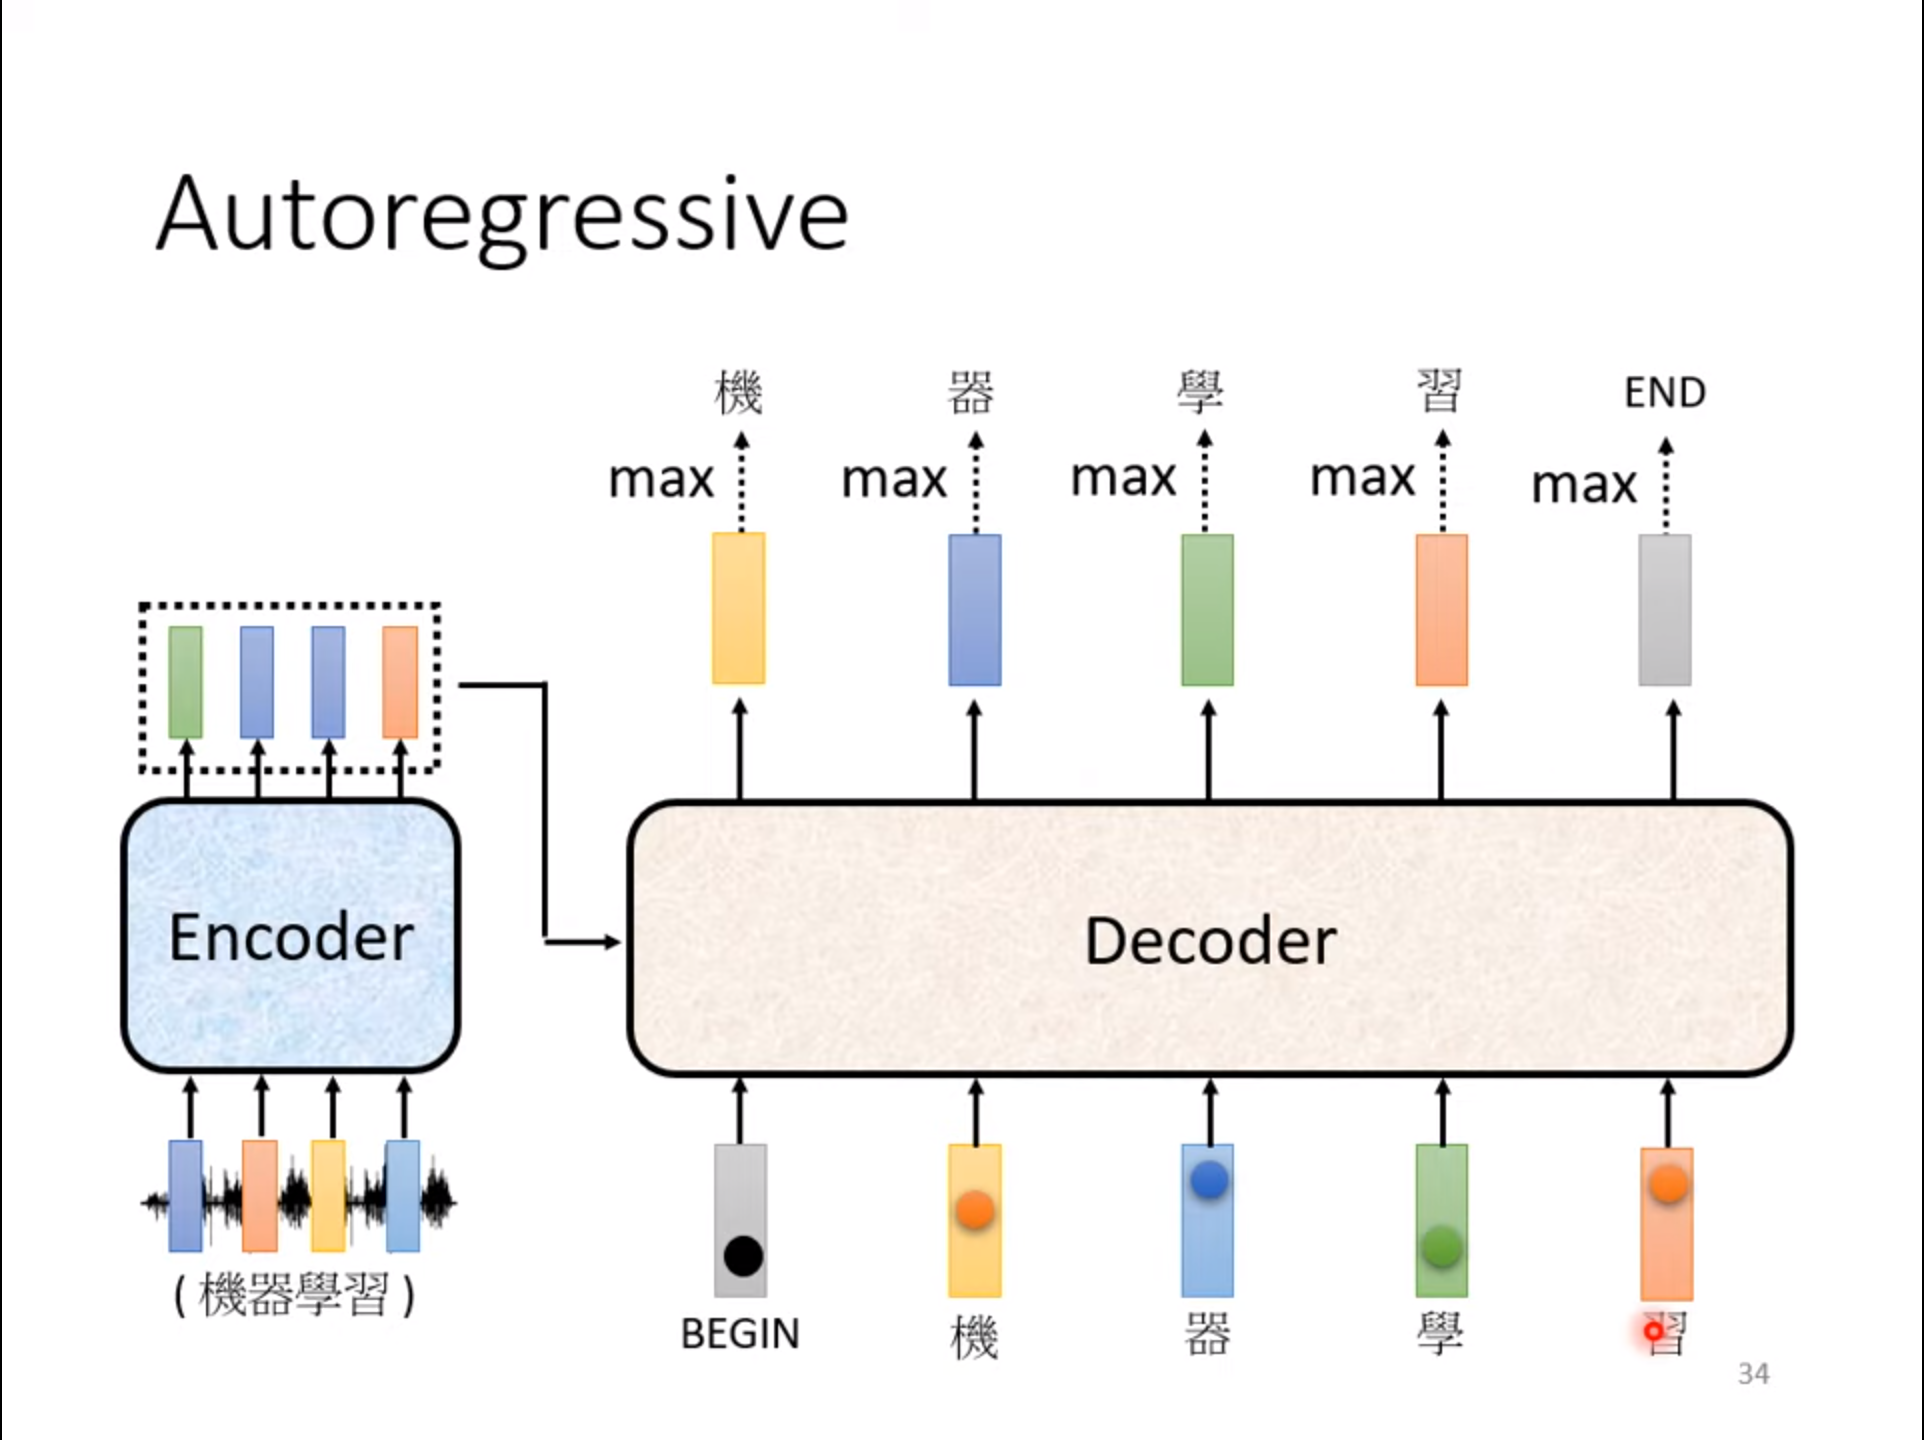 Autoregressive
機 器 學 習 END
max max max max max
Encoder
Decoder
( 機器學習 )
BEGIN 機 器 學 習
34